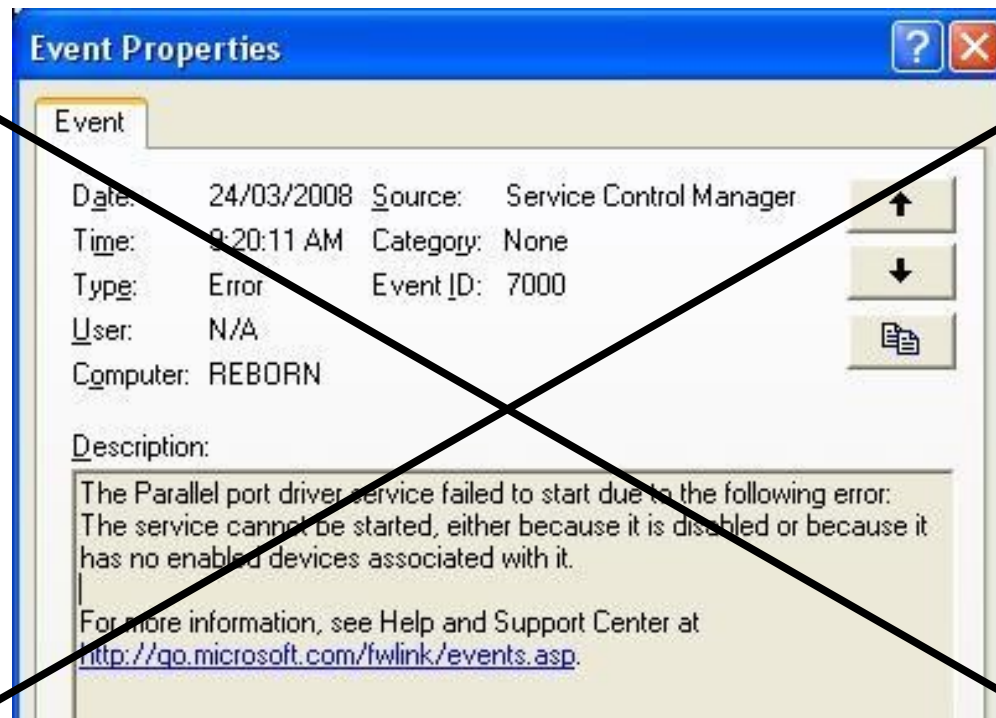 Event Properties
Event
Date: 24/03/2008 Source: Service Control Manager
Time: 9:20:11 AM Category: None
Type: Error Event ID: 7000
User: N/A
Computer: REBORN
Description:
The Parallel port driver service failed to start due to the following error:
The service cannot be started, either because it is disabled or because it
has no enabled devices associated with it.
For more information, see Help and Support Center at
http://go.microsoft.com/fwlink/events.asp.